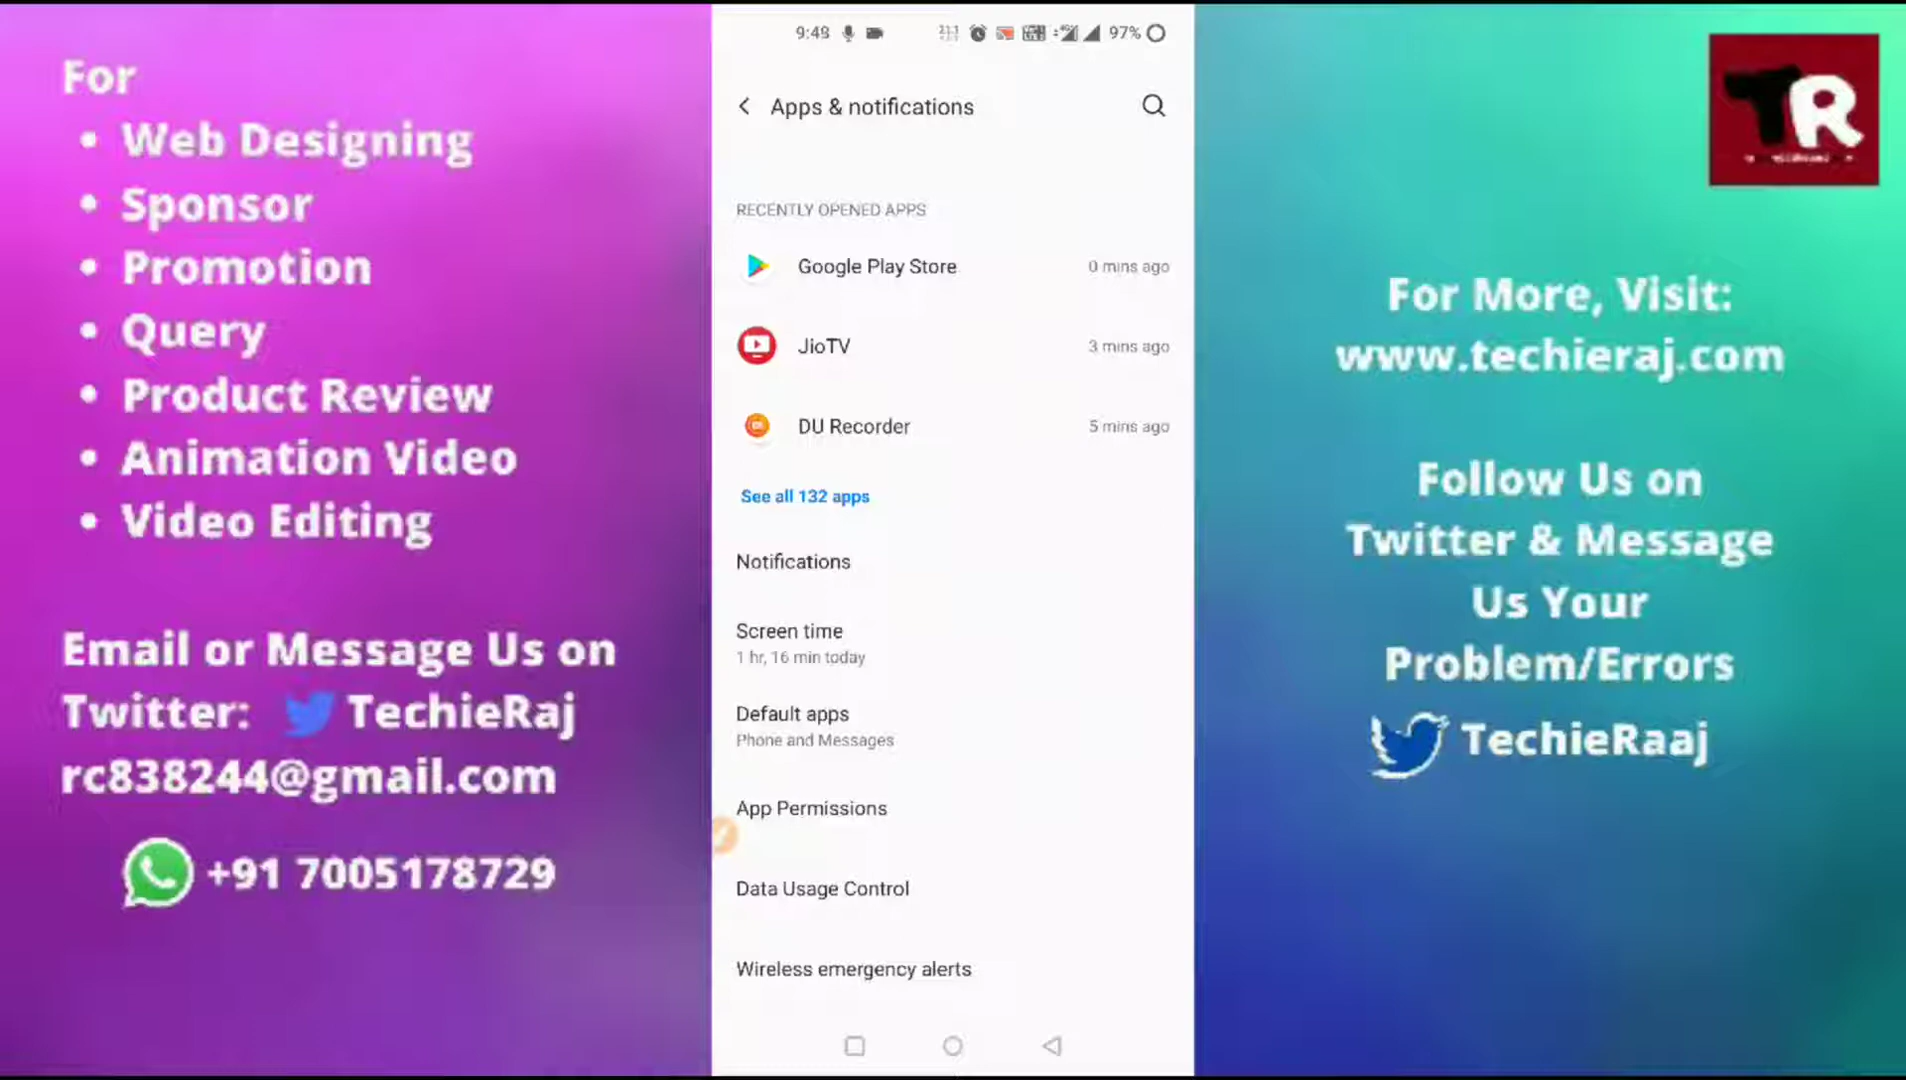 For
• Web Designing
• Sponsor
• Promotion
• Query
• Product Review
• Animation Video
• Video Editing
Email or Message Us on
Twitter: TechieRaj
rc838244@gmail.com
+91 7005178729
9:48
97%
Apps & notifications
RECENTLY OPENED APPS
Google Play Store
0 mins ago
JioTV
3 mins ago
DU Recorder
5 mins ago
See all 132 apps
Notifications
Screen time
1 hr, 16 min today
Default apps
Phone and Messages
App Permissions
Data Usage Control
Wireless emergency alerts
TR
For More, Visit:
www.techieraj.com
Follow Us on
Twitter & Message
Us Your
Problem/Errors
TechieRaaj